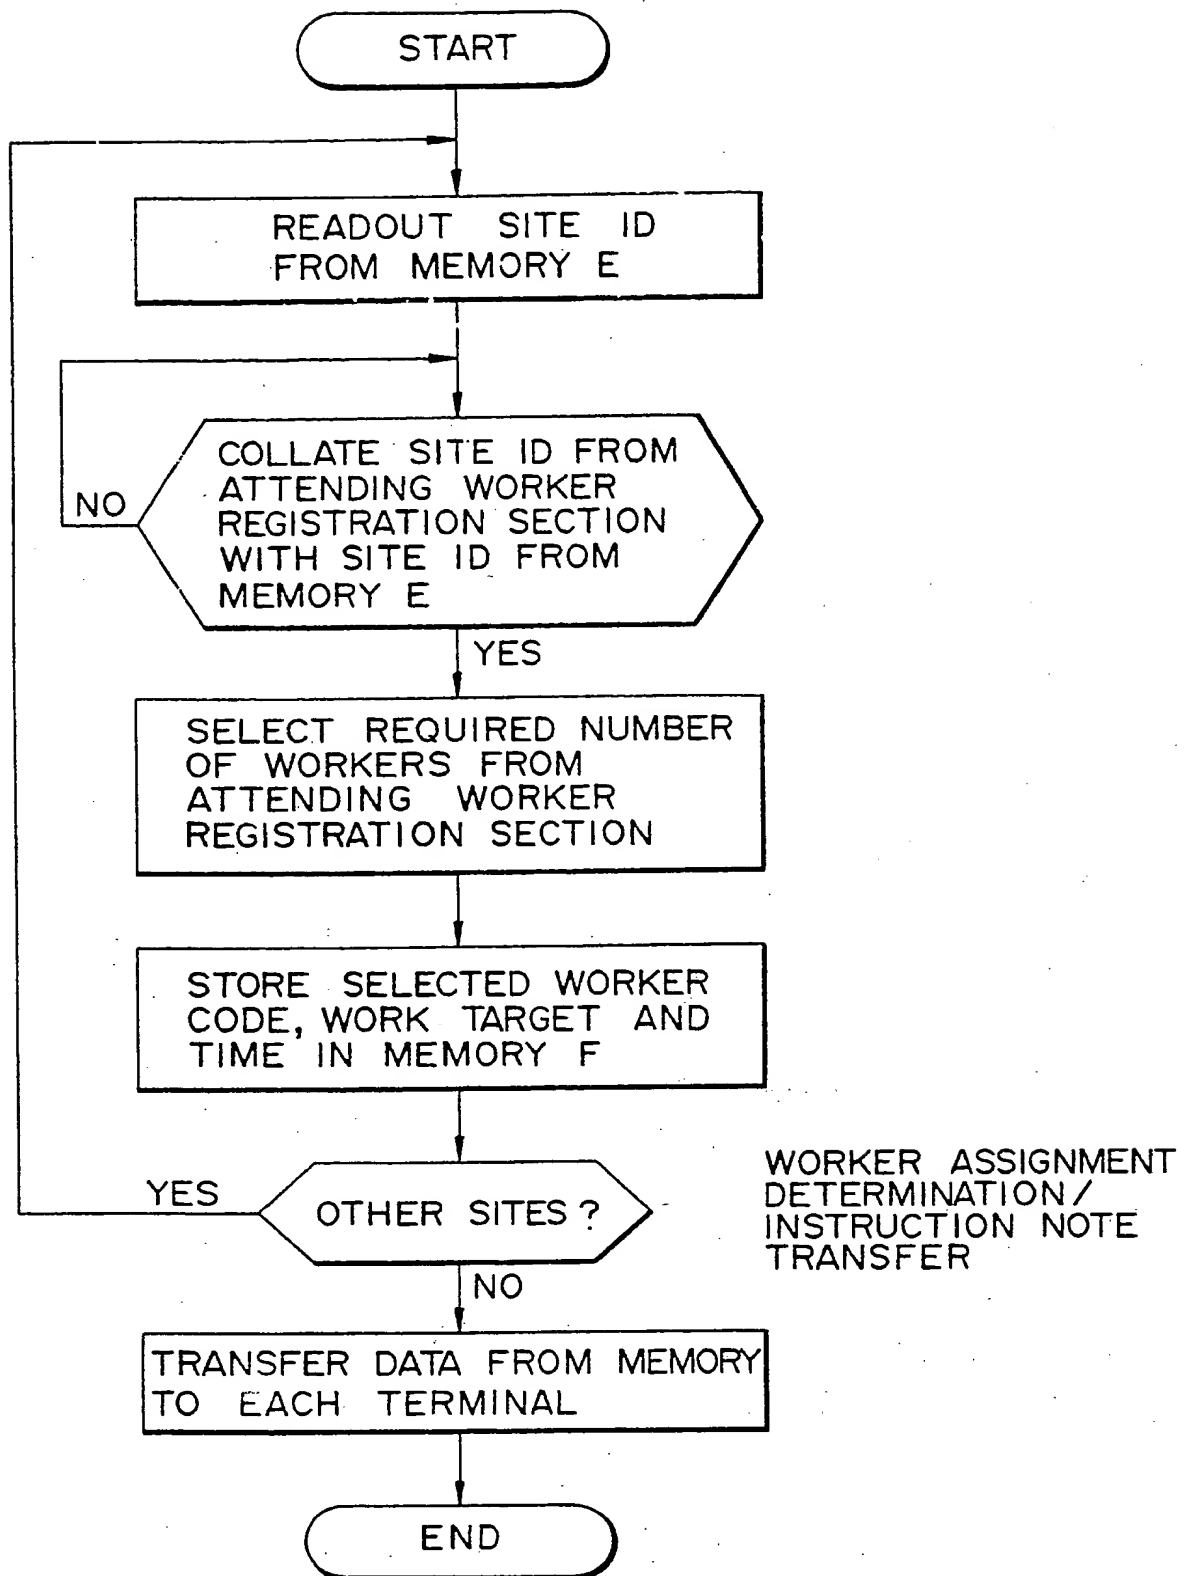 START
READOUT SITE ID
FROM MEMORY E
COLLATE SITE ID FROM
ATTENDING WORKER
REGISTRATION SECTION
WITH SITE ID FROM
MEMORY E
NO
YES
SELECT REQUIRED NUMBER
OF WORKERS FROM
ATTENDING WORKER
REGISTRATION SECTION
STORE SELECTED WORKER
CODE, WORK TARGET AND
TIME IN MEMORY F
YES
OTHER SITES?
WORKER ASSIGNMENT
DETERMINATION/
INSTRUCTION NOTE
TRANSFER
NO
TRANSFER DATA FROM MEMORY
TO EACH TERMINAL
END